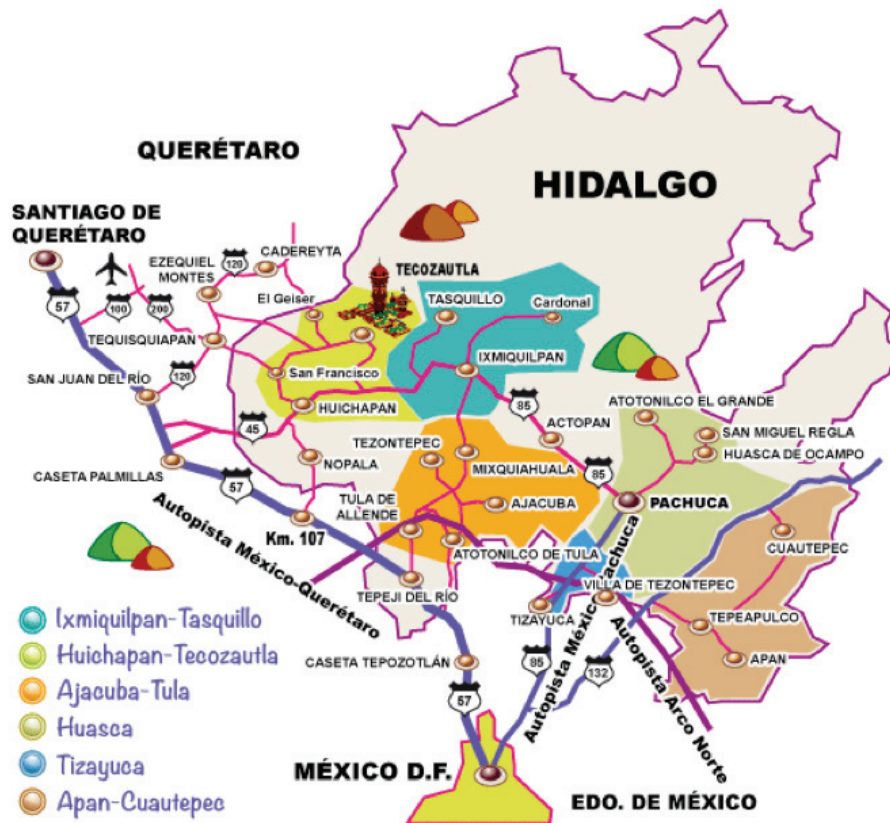 QUERÉTARO
HIDALGO
SANTIAGO DE
QUERÉTARO
EZEQUIEL
MONTES
120
CADEREYTA
TECOZAUTLA
57
100
200
El Geiser
TASQUILLO
Cardonal
TEQUISQUIAPAN
IXMIQUILPAN
SAN JUAN DEL RÍO
120
San Francisco
HUICHAPAN
85
ATOTONILCO EL GRANDE
ACTOPAN
SAN MIGUEL REGLA
45
TEZONTEPEC
HUASCA DE OCAMPO
CASETA PALMILLAS
NOPALA
MIXQUIAHUALA
85
57
TULA DE
ALLENDE
AJACUBA
PACHUCA
Autopista México-Querétaro
Km. 107
ATOTONILCO DE TULA
CUAUTEPEC
TEPEJI DEL RÍO
VILLA DE TEZONTEPEC
TIZAYUCA
TEPEAPULCO
Autopista México Pachuca
Autopista Arco Norte
CASETA TEPOZOTLÁN
85
132
APAN
57
MÉXICO D.F.
EDO. DE MÉXICO
Ixmiquilpan-Tasquillo
Huichapan-Tecozautla
Ajacuba-Tula
Huasca
Tizayuca
Apan-Cuautepec